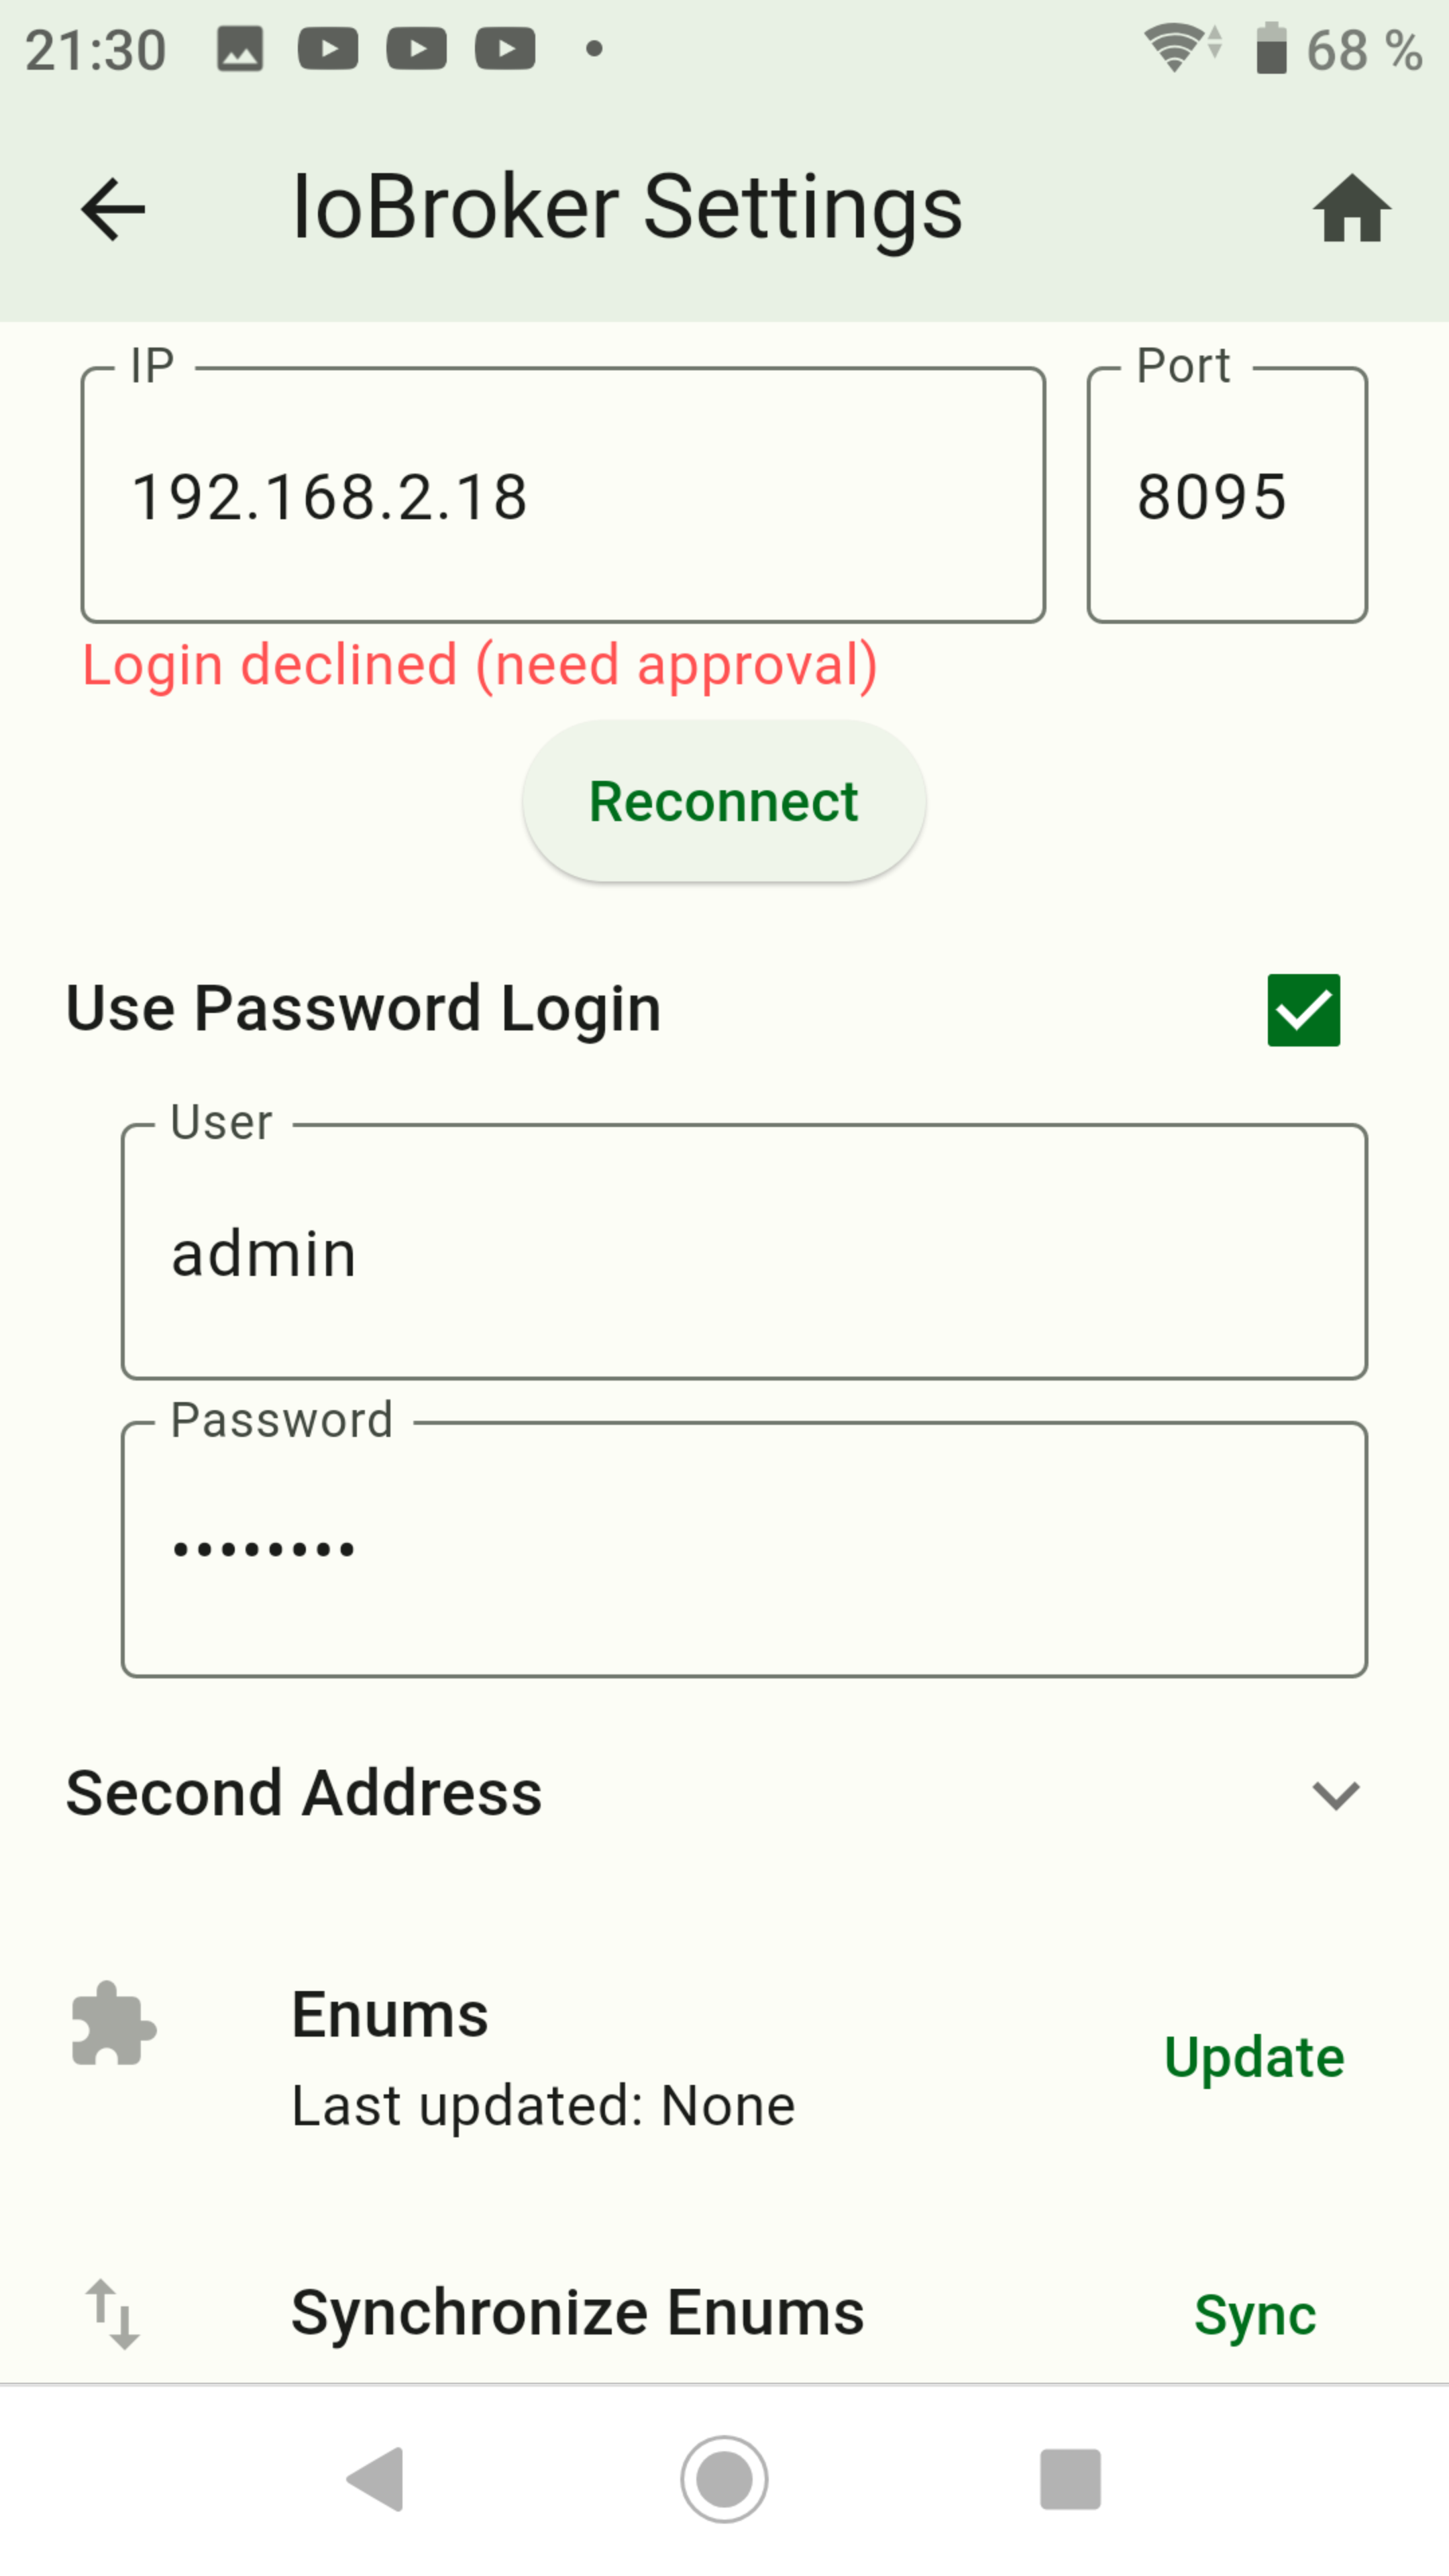 21:30
68 %
IoBroker Settings
IP
Port
192.168.2.18
8095
Login declined (need approval)
Reconnect
Use Password Login
User
admin
Password
••••••••
Second Address
Enums
Update
Last updated: None
Synchronize Enums
Sync